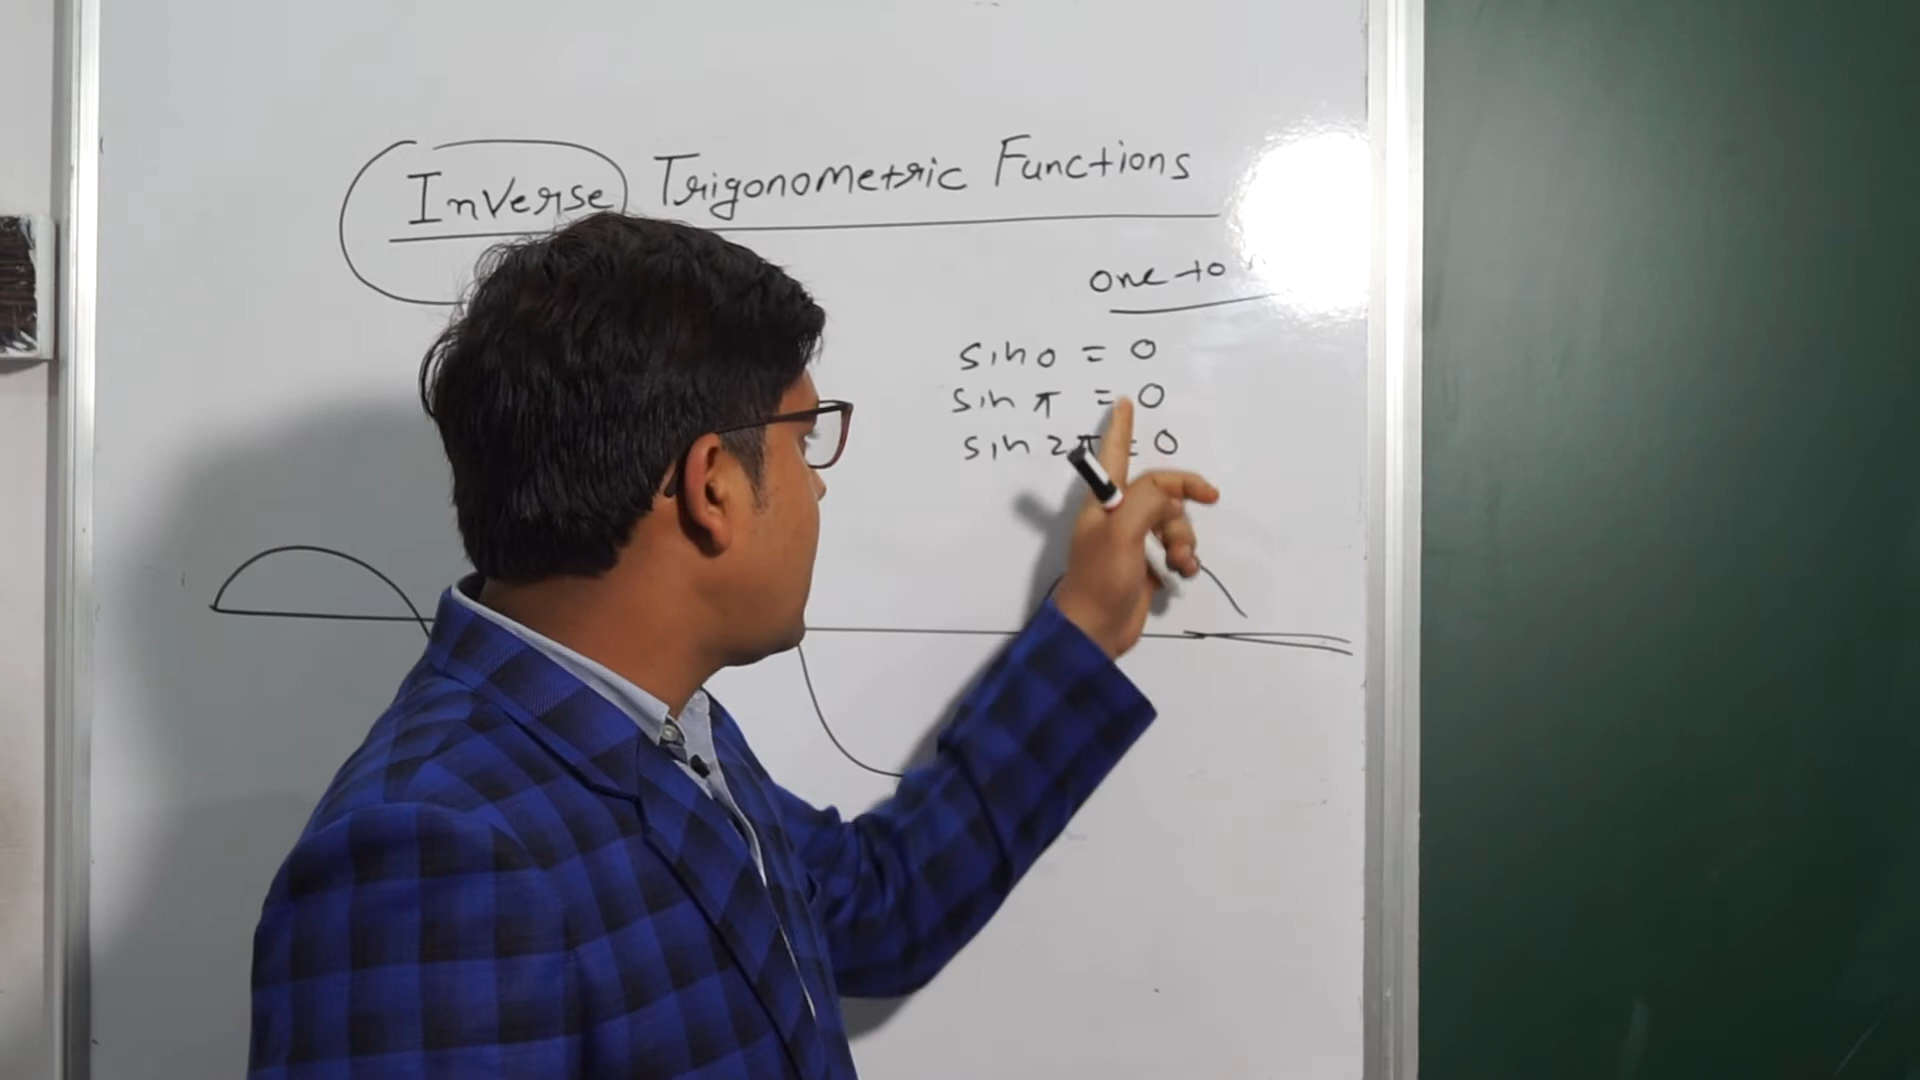 Inverse Trigonometric Functions
one to
sin 0 = 0
sin π = 0
sin 2π = 0